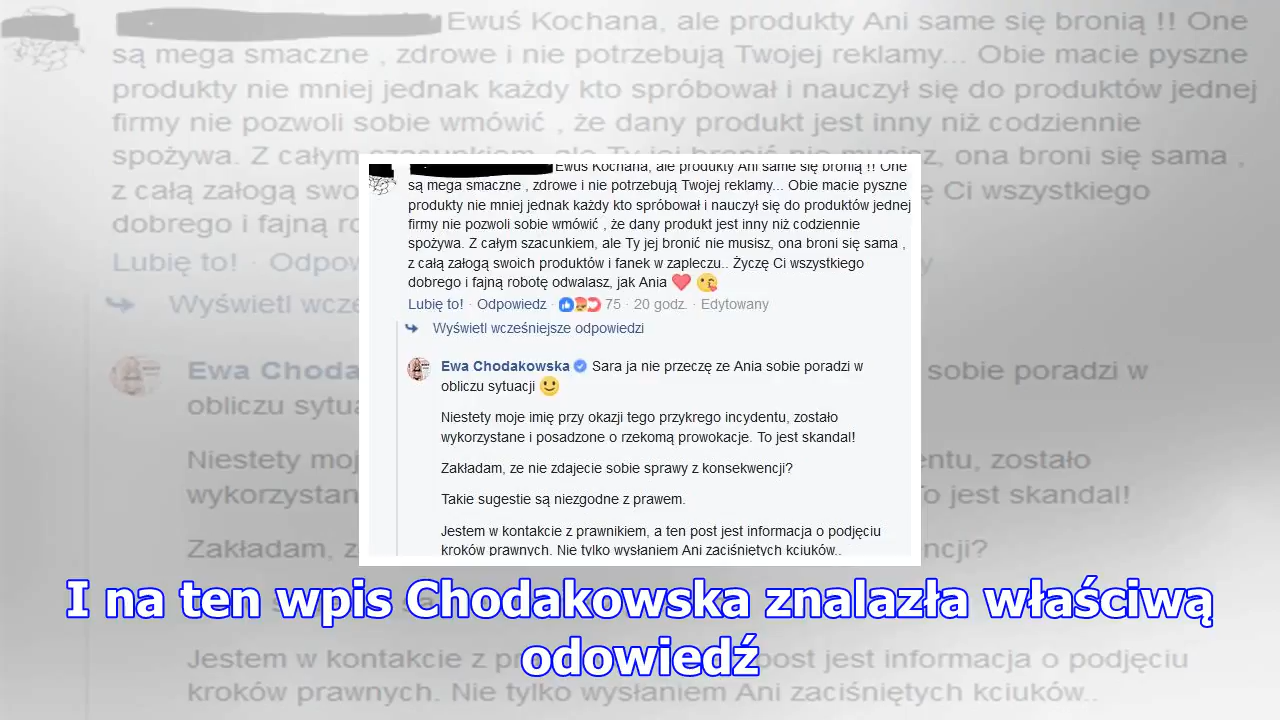 Ewuś Kochana, ale produkty Ani same się bronią !! One
są mega smaczne , zdrowe i nie potrzebują Twojej reklamy... Obie macie pyszne
produkty nie mniej jednak każdy kto spróbował i nauczył się do produktów jednej
firmy nie pozwoli sobie wmówić , że dany produkt jest inny niż codziennie
spożywa. Z całym szacunkiem, ale Ty jej bronić nie musisz, ona broni się sama ,
z całą załogą swoich produktów i fanek w zapleczu.. Życzę Ci wszystkiego
dobrego i fajną robotę odwalasz, jak Ania ❤️ 😘
Lubię to! · Odpowiedz · 75 · 20 godz. · Edytowany
Wyświetl wcześniejsze odpowiedzi
Ewa Chodakowska Sara ja nie przeczę ze Ania sobie poradzi w
obliczu sytuacji 🙂
Niestety moje imię przy okazji tego przykrego incydentu, zostało
wykorzystane i posadzone o rzekomą prowokacje. To jest skandal!
Zakładam, ze nie zdajecie sobie sprawy z konsekwencji?
Takie sugestie są niezgodne z prawem.
Jestem w kontakcie z prawnikiem, a ten post jest informacja o podjęciu
kroków prawnych. Nie tylko wysłaniem Ani zaciśniętych kciuków..
I na ten wpis Chodakowska znalazła właściwą
odowiedź